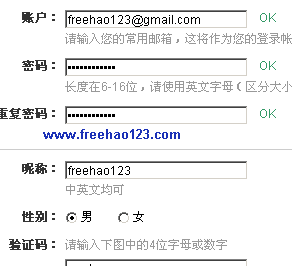 账户： freehao123@gmail.com OK
请输入您的常用邮箱，这将作为您的登录帐
密码： •••••••••••• OK
长度在6-16位，请使用英文字母（区分大小
重复密码： •••••••••••• OK
www.freehao123.com
昵称： freehao123
中英文均可
性别： 男 女
验证码： 请输入下图中的4位字母或数字